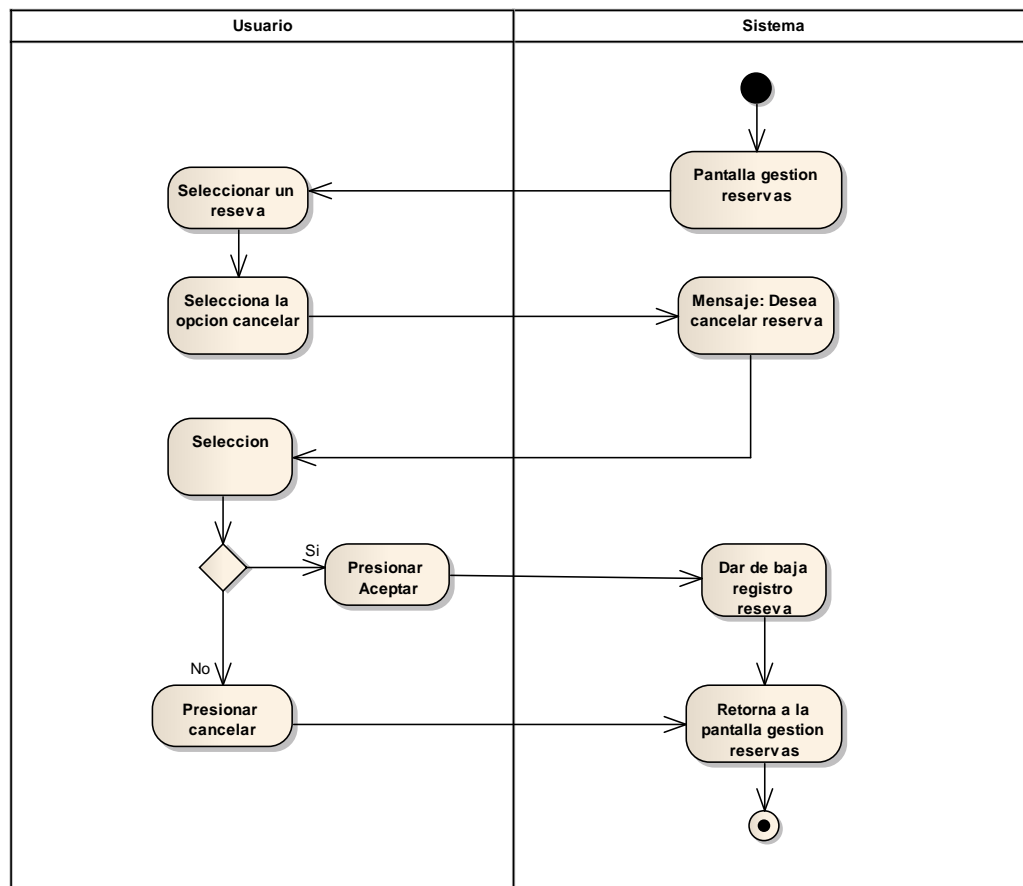 Usuario
Sistema
Pantalla gestion
reservas
Seleccionar un
reseva
Selecciona la
opcion cancelar
Mensaje: Desea
cancelar reserva
Seleccion
Si
Presionar
Aceptar
Dar de baja
registro
reseva
No
Presionar
cancelar
Retorna a la
pantalla gestion
reservas